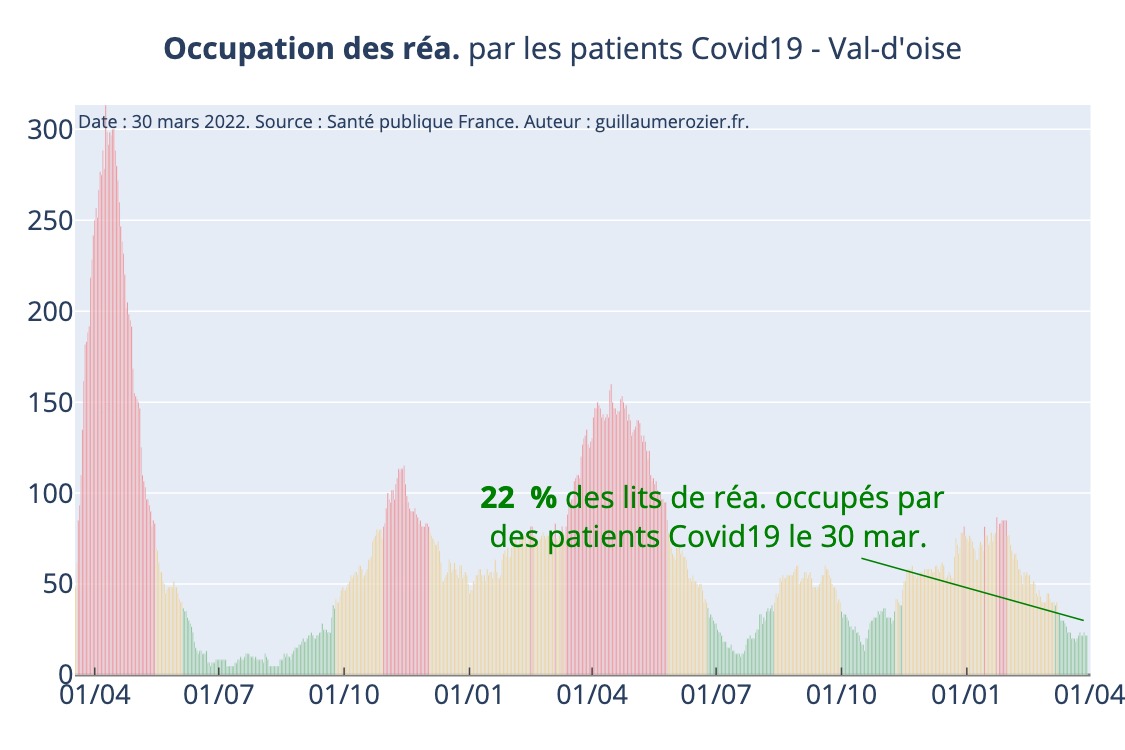 Occupation des réa. par les patients Covid19 - Val-d'oise
Date : 30 mars 2022. Source : Santé publique France. Auteur : guillaumerozier.fr.
300
250
200
150
100
50
0
22 % des lits de réa. occupés par
des patients Covid19 le 30 mar.
01/04 01/07 01/10 01/01 01/04 01/07 01/10 01/01 01/04